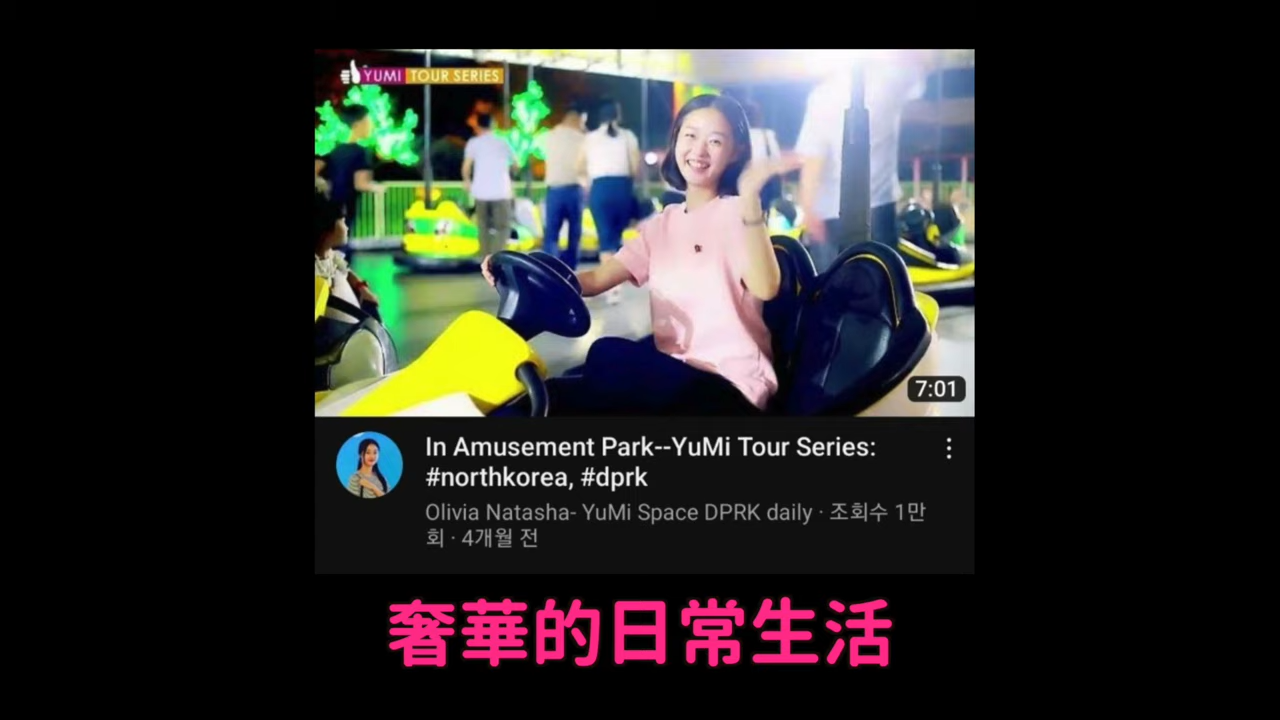 YUMI TOUR SERIES
7:01
In Amusement Park--YuMi Tour Series:
#northkorea, #dprk
Olivia Natasha- YuMi Space DPRK daily · 조회수 1만
회 · 4개월 전
奢華的日常生活